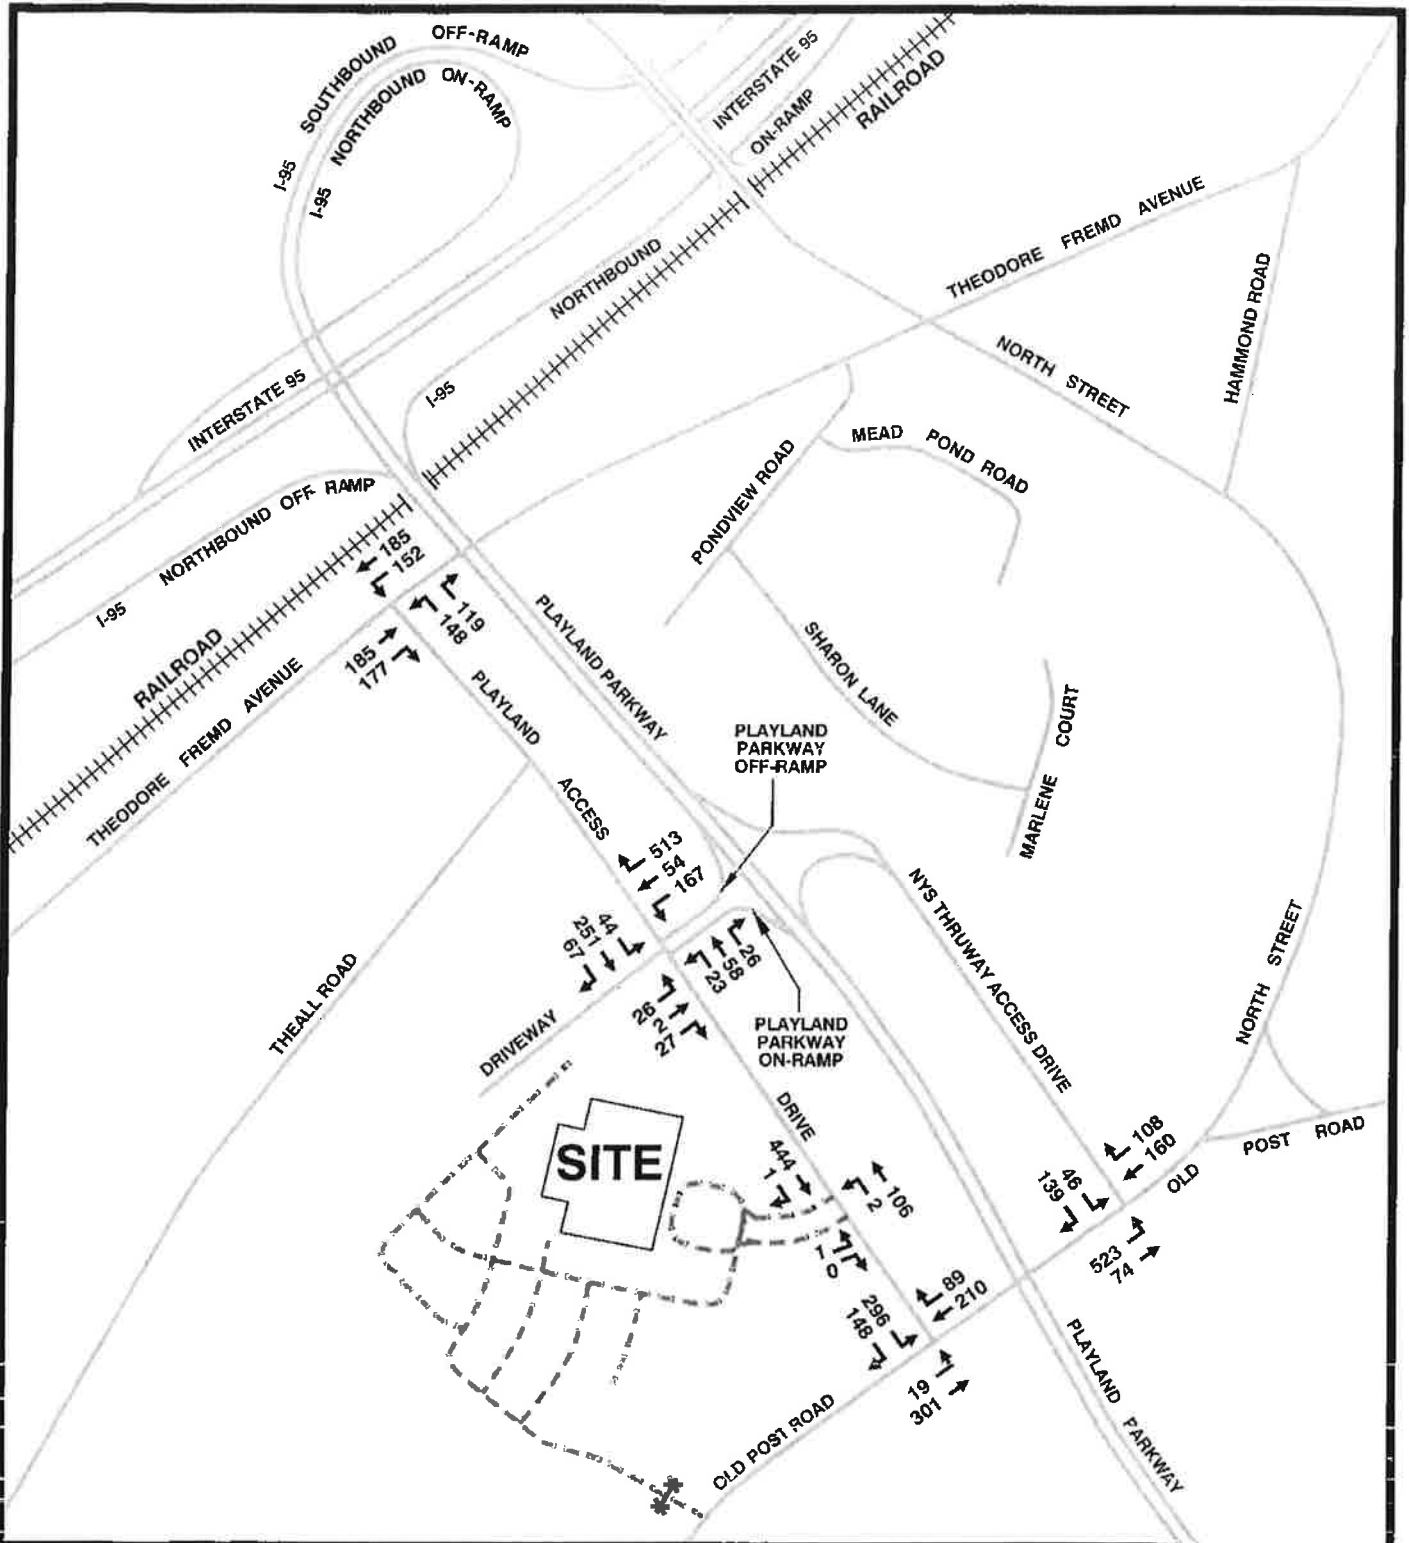 OFF-RAMP
I-95 SOUTHBOUND
I-95 NORTHBOUND ON-RAMP
INTERSTATE 95
ON-RAMP
RAILROAD
I-95
NORTHBOUND
THEODORE FREMD AVENUE
HAMMOND ROAD
NORTH STREET
INTERSTATE 95
MEAD POND ROAD
PONDVIEW ROAD
I-95 NORTHBOUND OFF RAMP
185
152
119
148
185
177
RAILROAD
THEODORE FREMD AVENUE
PLAYLAND PARKWAY
SHARON LANE
MARLENE COURT
PLAYLAND ACCESS DRIVE
PLAYLAND
PARKWAY
OFF-RAMP
513
54
167
44
251
67
26
58
23
26
2
27
NYS THRUWAY ACCESS DRIVE
NORTH STREET
THEALL ROAD
DRIVEWAY
PLAYLAND
PARKWAY
ON-RAMP
SITE
444
1
106
2
1
0
108
160
46
139
523
74
OLD POST ROAD
89
210
296
148
19
301
OLD POST ROAD
PLAYLAND PARKWAY